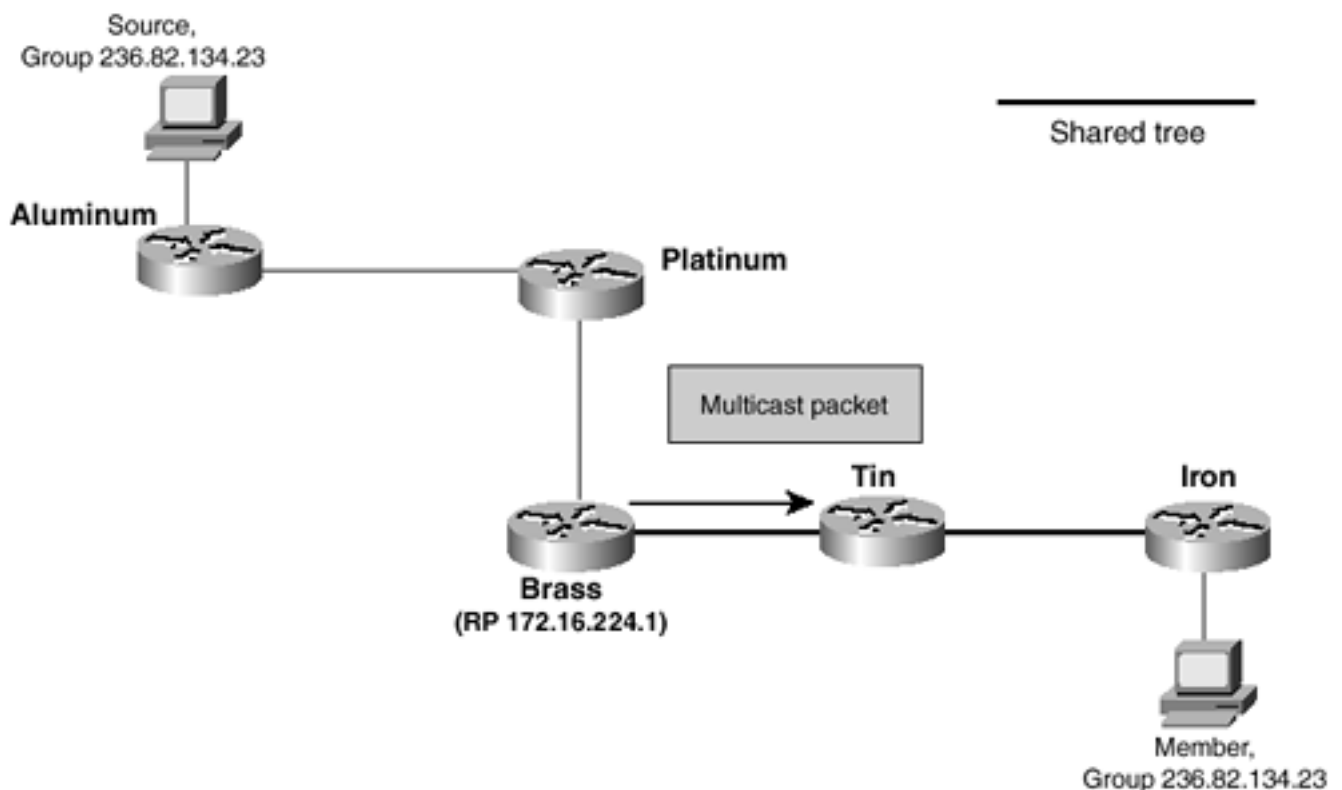 Source,
Group 236.82.134.23
Shared tree
Aluminum
Platinum
Multicast packet
Tin
Iron
Brass
(RP 172.16.224.1)
Member,
Group 236.82.134.23